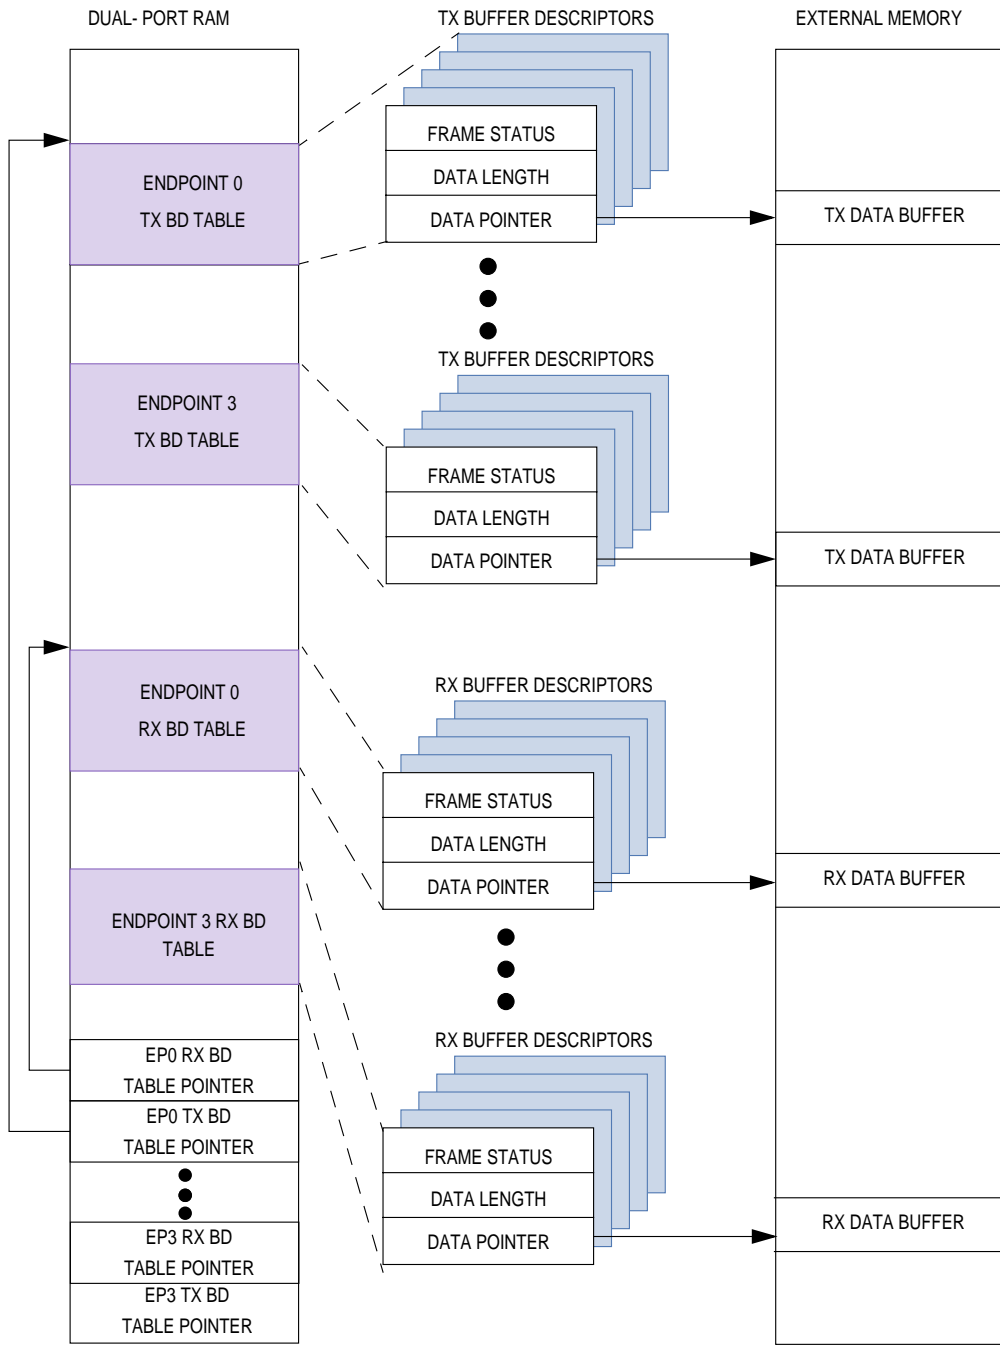 DUAL- PORT RAM
TX BUFFER DESCRIPTORS
EXTERNAL MEMORY
ENDPOINT 0
TX BD TABLE
FRAME STATUS
DATA LENGTH
DATA POINTER
TX DATA BUFFER
TX BUFFER DESCRIPTORS
ENDPOINT 3
TX BD TABLE
FRAME STATUS
DATA LENGTH
DATA POINTER
TX DATA BUFFER
RX BUFFER DESCRIPTORS
ENDPOINT 0
RX BD TABLE
FRAME STATUS
DATA LENGTH
DATA POINTER
RX DATA BUFFER
ENDPOINT 3 RX BD
TABLE
RX BUFFER DESCRIPTORS
EP0 RX BD
TABLE POINTER
EP0 TX BD
TABLE POINTER
FRAME STATUS
DATA LENGTH
DATA POINTER
RX DATA BUFFER
EP3 RX BD
TABLE POINTER
EP3 TX BD
TABLE POINTER